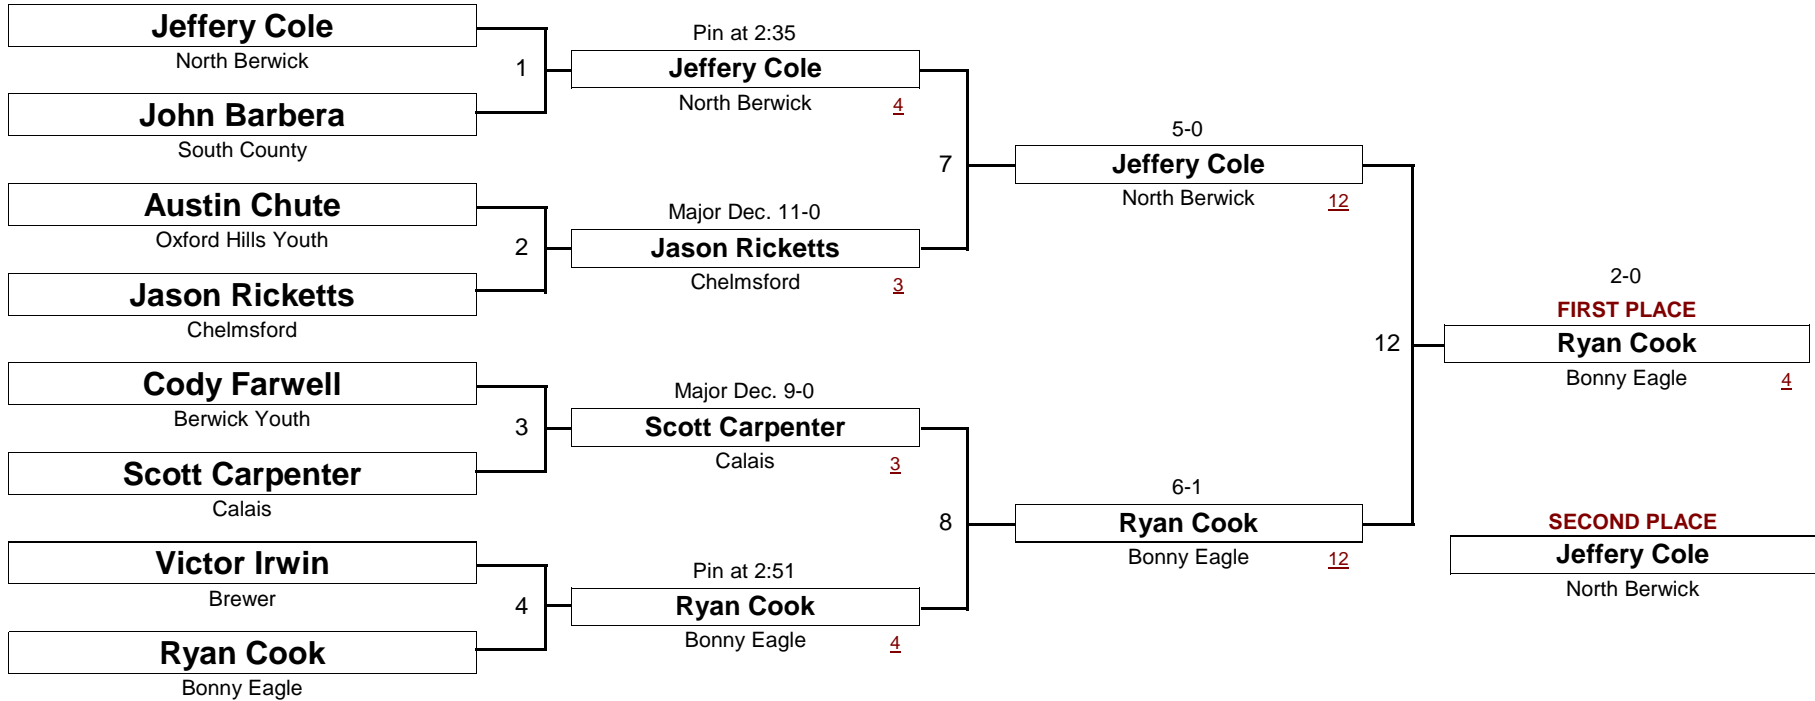 Jeffery Cole
North Berwick
1
John Barbera
South County
Austin Chute
Oxford Hills Youth
2
Jason Ricketts
Chelmsford
Cody Farwell
Berwick Youth
3
Scott Carpenter
Calais
Victor Irwin
Brewer
4
Ryan Cook
Bonny Eagle
Pin at 2:35
Jeffery Cole
North Berwick 4
7
Major Dec. 11-0
Jason Ricketts
Chelmsford 3
Major Dec. 9-0
Scott Carpenter
Calais 3
8
Pin at 2:51
Ryan Cook
Bonny Eagle 4
5-0
Jeffery Cole
North Berwick 12
12
6-1
Ryan Cook
Bonny Eagle 12
2-0
FIRST PLACE
Ryan Cook
Bonny Eagle 4
SECOND PLACE
Jeffery Cole
North Berwick